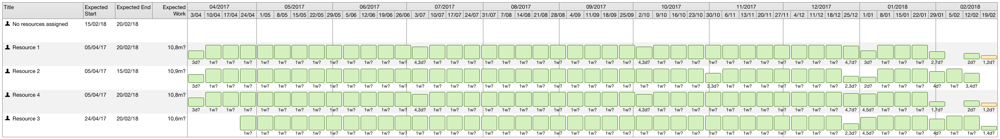 Title Expected Start Expected End Expected Work 04/2017 05/2017 06/2017 07/2017 08/2017 09/2017 10/2017 11/2017 12/2017 01/2018 02/2018
3/04 10/04 17/04 24/04 1/05 8/05 15/05 22/05 29/05 5/06 12/06 19/06 26/06 3/07 10/07 17/07 24/07 31/07 7/08 14/08 21/08 28/08 4/09 11/09 18/09 25/09 2/10 9/10 16/10 23/10 30/10 6/11 13/11 20/11 27/11 4/12 11/12 18/12 25/12 1/01 8/01 15/01 22/01 29/01 5/02 12/02 19/02
No resources assigned 15/02/18 20/02/18
Resource 1 05/04/17 20/02/18 10,8m?
3d? 1w? 1w? 1w? 1w? 1w? 1w? 1w? 1w? 1w? 1w? 1w? 1w? 4,3d? 1w? 1w? 1w? 1w? 1w? 1w? 1w? 1w? 1w? 1w? 1w? 1w? 4,3d? 1w? 1w? 1w? 1w? 1w? 1w? 1w? 1w? 1w? 1w? 1w? 4,7d? 3d? 1w? 1w? 1w? 2,7d? 2d? 1,2d?
Resource 2 05/04/17 15/02/18 10,9m?
3d? 1w? 1w? 1w? 1w? 1w? 1w? 1w? 1w? 1w? 1w? 1w? 1w? 1w? 1w? 1w? 1w? 1w? 1w? 1w? 1w? 1w? 1w? 1w? 1w? 1w? 1w? 1w? 1w? 1w? 3,3d? 1w? 1w? 1w? 1w? 1w? 1w? 1w? 2,3d? 2d? 1w? 1w? 1w? 4d? 1w? 3,4d?
Resource 4 05/04/17 20/02/18 10,8m?
3d? 1w? 1w? 1w? 1w? 1w? 1w? 1w? 1w? 1w? 1w? 1w? 1w? 4,3d? 1w? 1w? 1w? 1w? 1w? 1w? 1w? 1w? 1w? 1w? 1w? 1w? 4,3d? 1w? 1w? 1w? 1w? 1w? 1w? 1w? 1w? 1w? 1w? 1w? 4,7d? 4,5d? 1w? 1w? 1w? 1,7d? 2d? 1,2d?
Resource 3 24/04/17 20/02/18 10,6m?
1w? 1w? 1w? 1w? 1w? 1w? 1w? 1w? 1w? 1w? 1w? 1w? 1w? 1w? 1w? 1w? 1w? 1w? 1w? 1w? 1w? 1w? 1w? 1w? 1w? 1w? 1w? 1w? 1w? 1w? 1w? 1w? 1w? 1w? 1w? 2,3d? 4,5d? 1w? 1w? 1w? 4d? 1w? 1w? 1,4d?